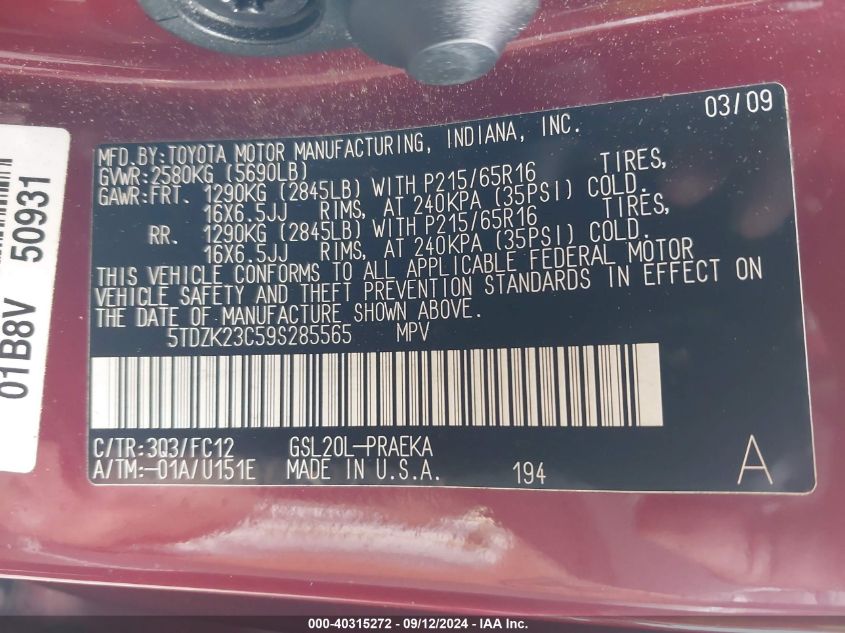 03/09
MFD.BY:TOYOTA MOTOR MANUFACTURING, INDIANA, INC.
GVWR:2580KG (5690LB)
GAWR:FRT. 1290KG (2845LB) WITH P215/65R16 TIRES,
16X6.5JJ RIMS, AT 240KPA (35PSI) COLD.
RR. 1290KG (2845LB) WITH P215/65R16 TIRES,
16X6.5JJ RIMS, AT 240KPA (35PSI) COLD.
THIS VEHICLE CONFORMS TO ALL APPLICABLE FEDERAL MOTOR
VEHICLE SAFETY AND THEFT PREVENTION STANDARDS IN EFFECT ON
THE DATE OF MANUFACTURE SHOWN ABOVE.
5TDZK23C59S285565 MPV
C/TR:3Q3/FC12 GSL20L-PRAEKA
A/TM:-01A/U151E MADE IN U.S.A. 194 A
01B8V 50931
000-40315272 - 09/12/2024 - IAA Inc.